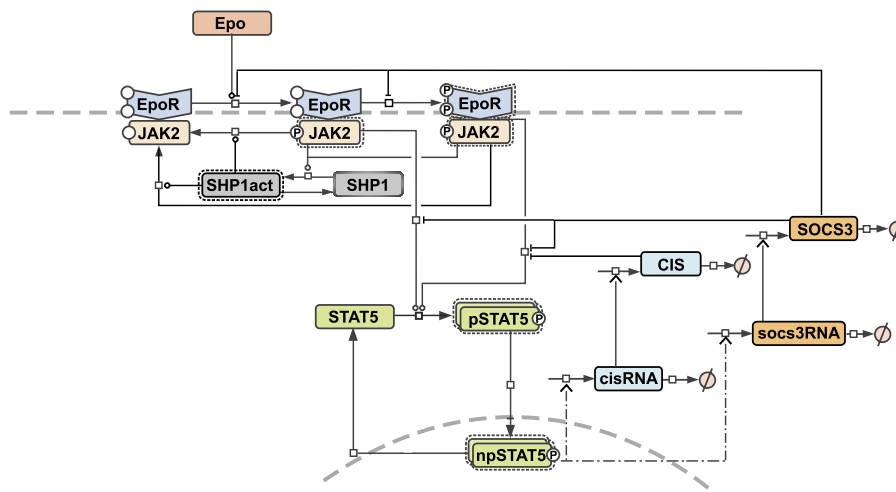 Epo
EpoR
EpoR
P
P
EpoR
JAK2
P
JAK2
P
JAK2
SHP1act
SHP1
SOCS3
CIS
STAT5
pSTAT5
P
socs3RNA
cisRNA
npSTAT5
P